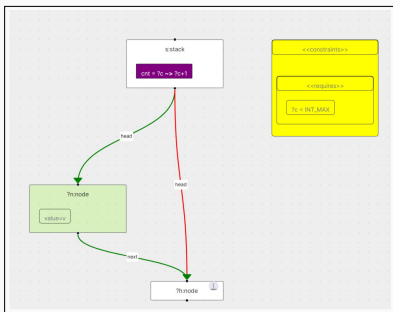 s:stack
cnt = ?c ~> ?c+1
<<constraints>>
<<requires>>
?c < INT_MAX
head
head
?n:node
value=v
next
?h:node